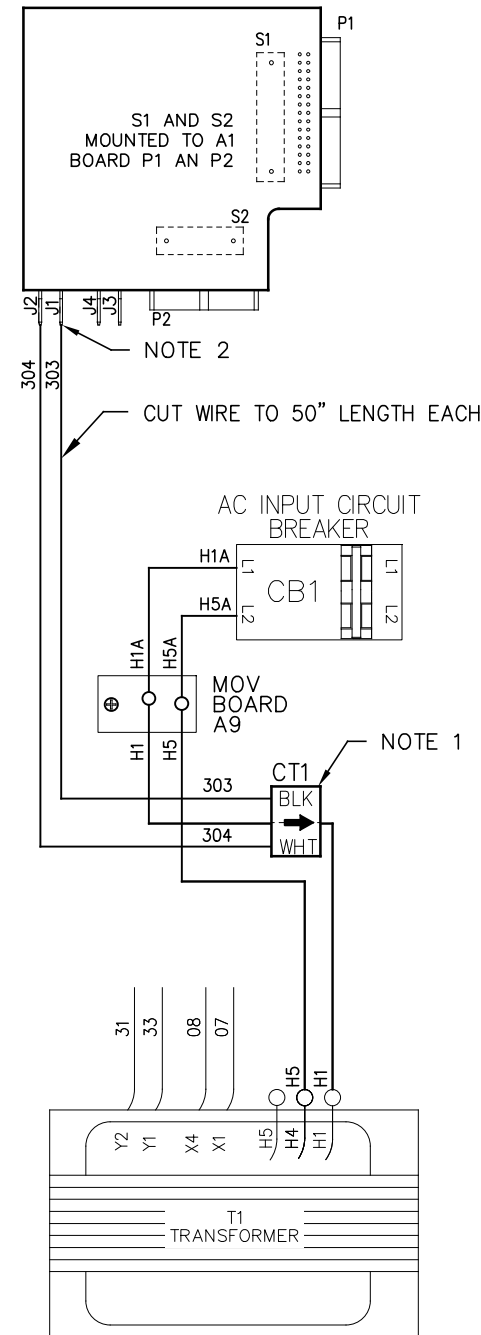 P1
S1
S1 AND S2
MOUNTED TO A1
BOARD P1 AN P2
S2
J2
J1
J4
J3
P2
NOTE 2
304
303
CUT WIRE TO 50" LENGTH EACH
AC INPUT CIRCUIT
BREAKER
H1A
L1
L1
CB1
H5A
L2
L2
H1A
H5A
MOV
BOARD
A9
H1
H5
NOTE 1
CT1
303
BLK
304
WHT
31
33
08
07
H5
H1
Y2
Y1
X4
X1
H5
H4
H1
T1
TRANSFORMER